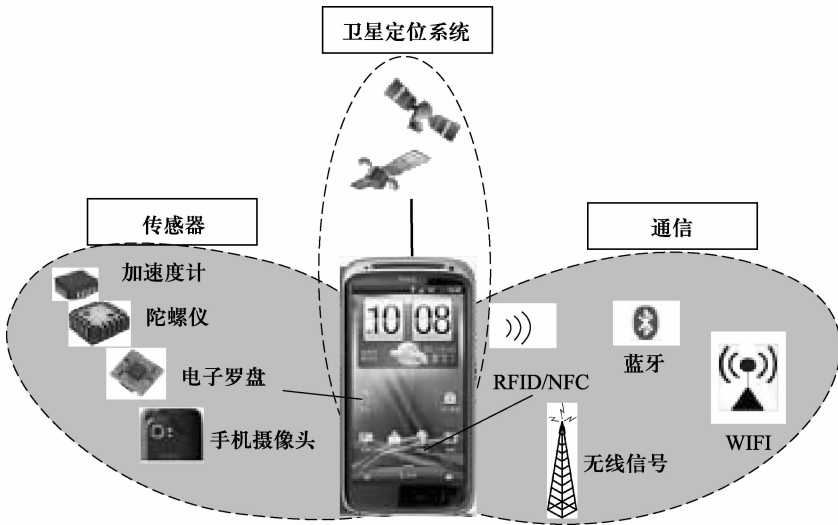 卫星定位系统
传感器
通信
加速度计
陀螺仪
电子罗盘
手机摄像头
10 08
蓝牙
RFID/NFC
WIFI
无线信号